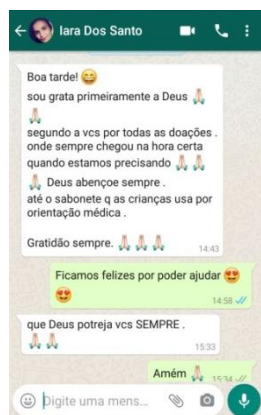 Iara Dos Santo
Boa tarde! 😄
sou grata primeiramente a Deus 🙏🏻
🙏🏻
segundo a vcs por todas as doações .
onde sempre chegou na hora certa
quando estamos precisando 🙏🏻 🙏🏻
🙏🏻 Deus abençoe sempre .
até o sabonete q as crianças usa por
orientação médica .
Gratidão sempre. 🙏🏻 🙏🏻 🙏🏻
14:43
Ficamos felizes por poder ajudar 😍
😍
14:58
que Deus potreja vcs SEMPRE .
🙏🏻 🙏🏻
15:33
Amém 🙏🏻
15:34
Digite uma mens...